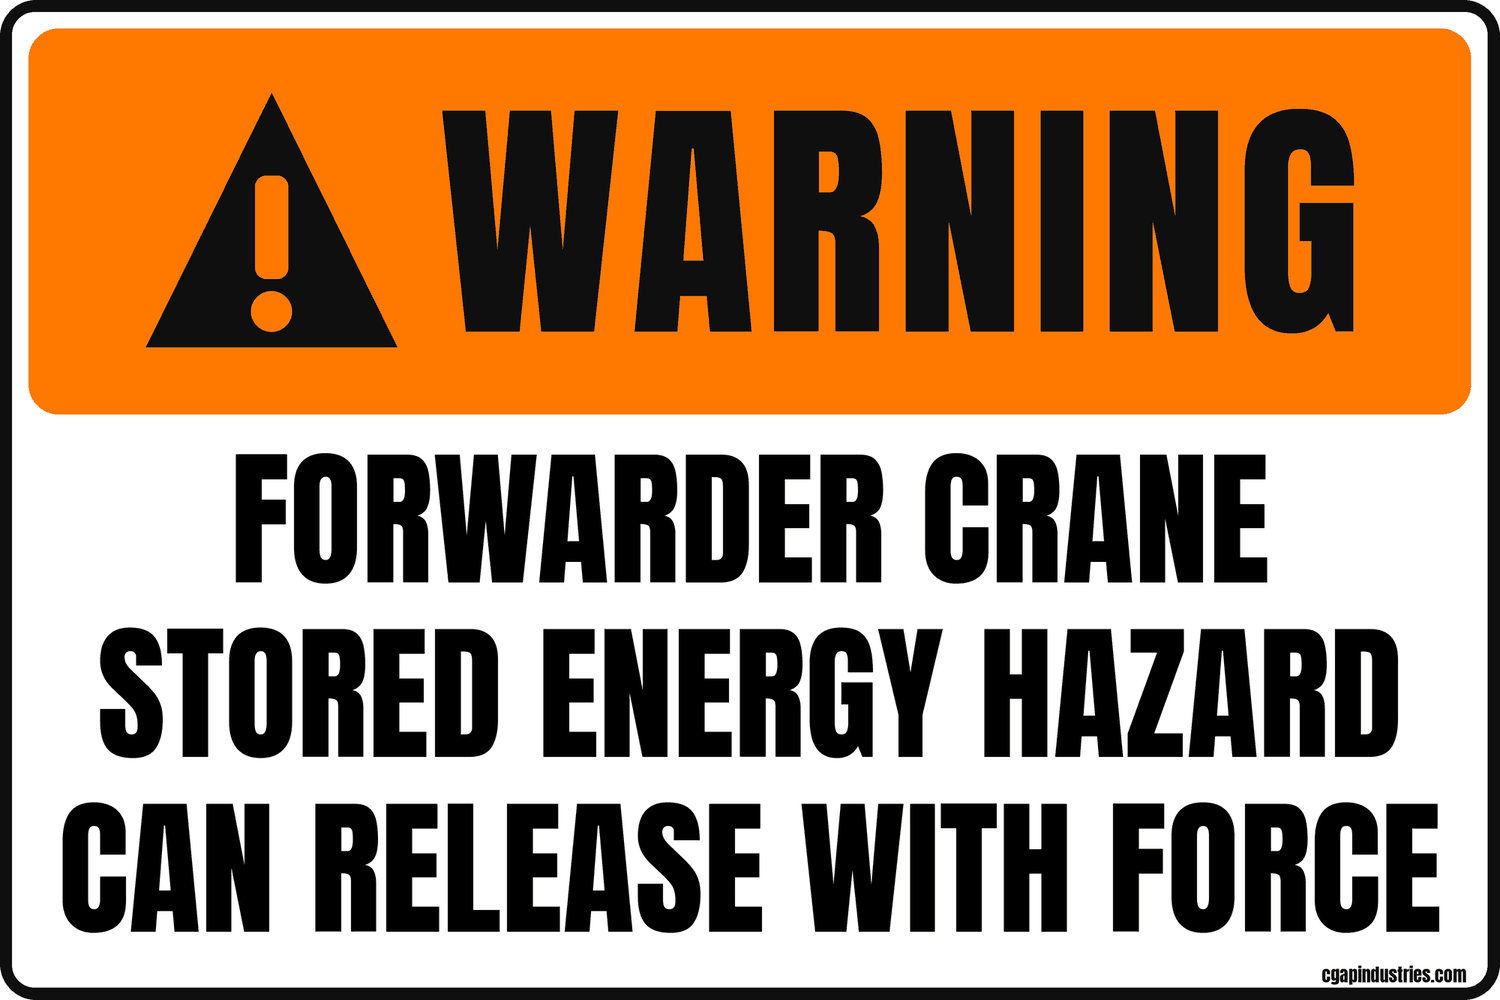 WARNING
FORWARDER CRANE
STORED ENERGY HAZARD
CAN RELEASE WITH FORCE
cgapindustries.com